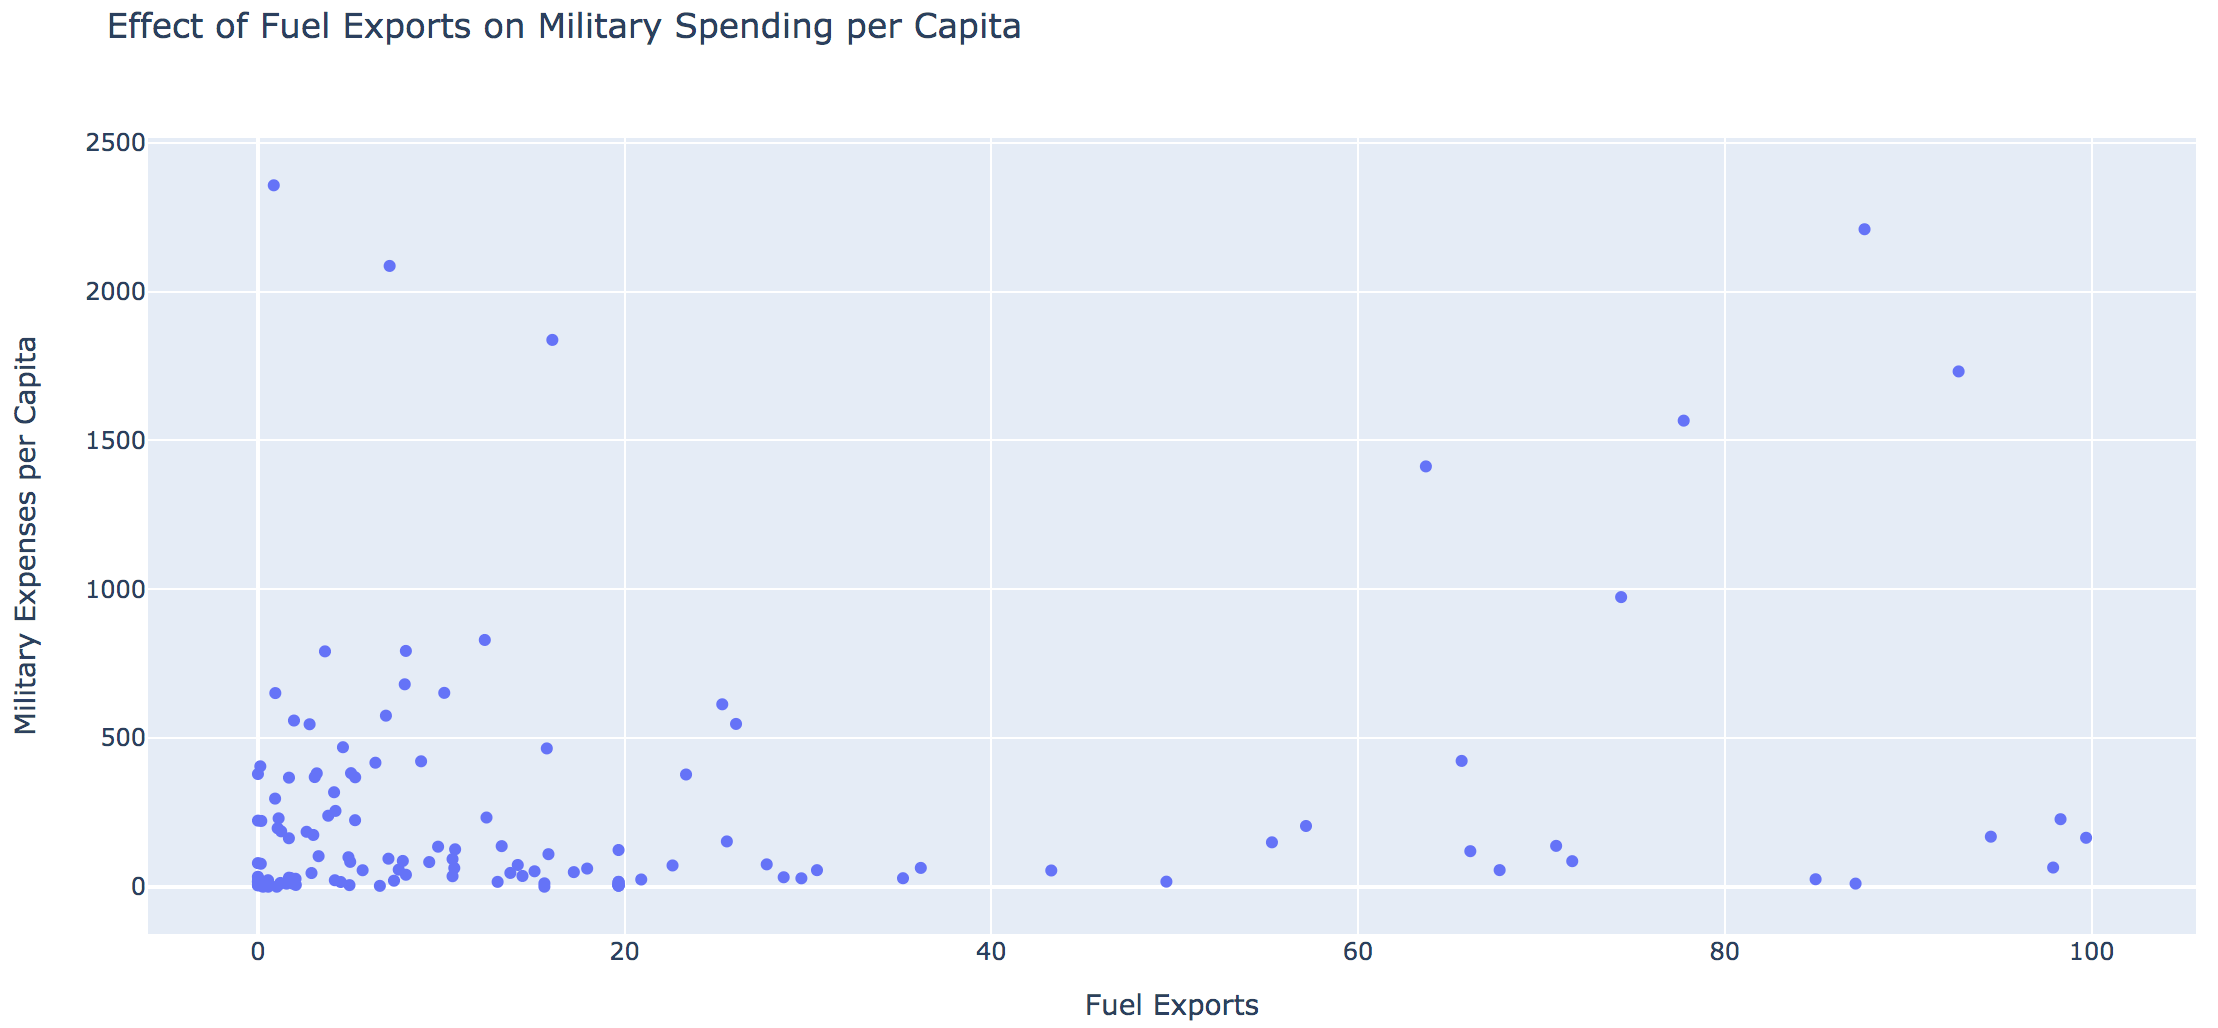 Effect of Fuel Exports on Military Spending per Capita
2500
2000
1500
1000
500
0
Military Expenses per Capita
0 20 40 60 80 100
Fuel Exports